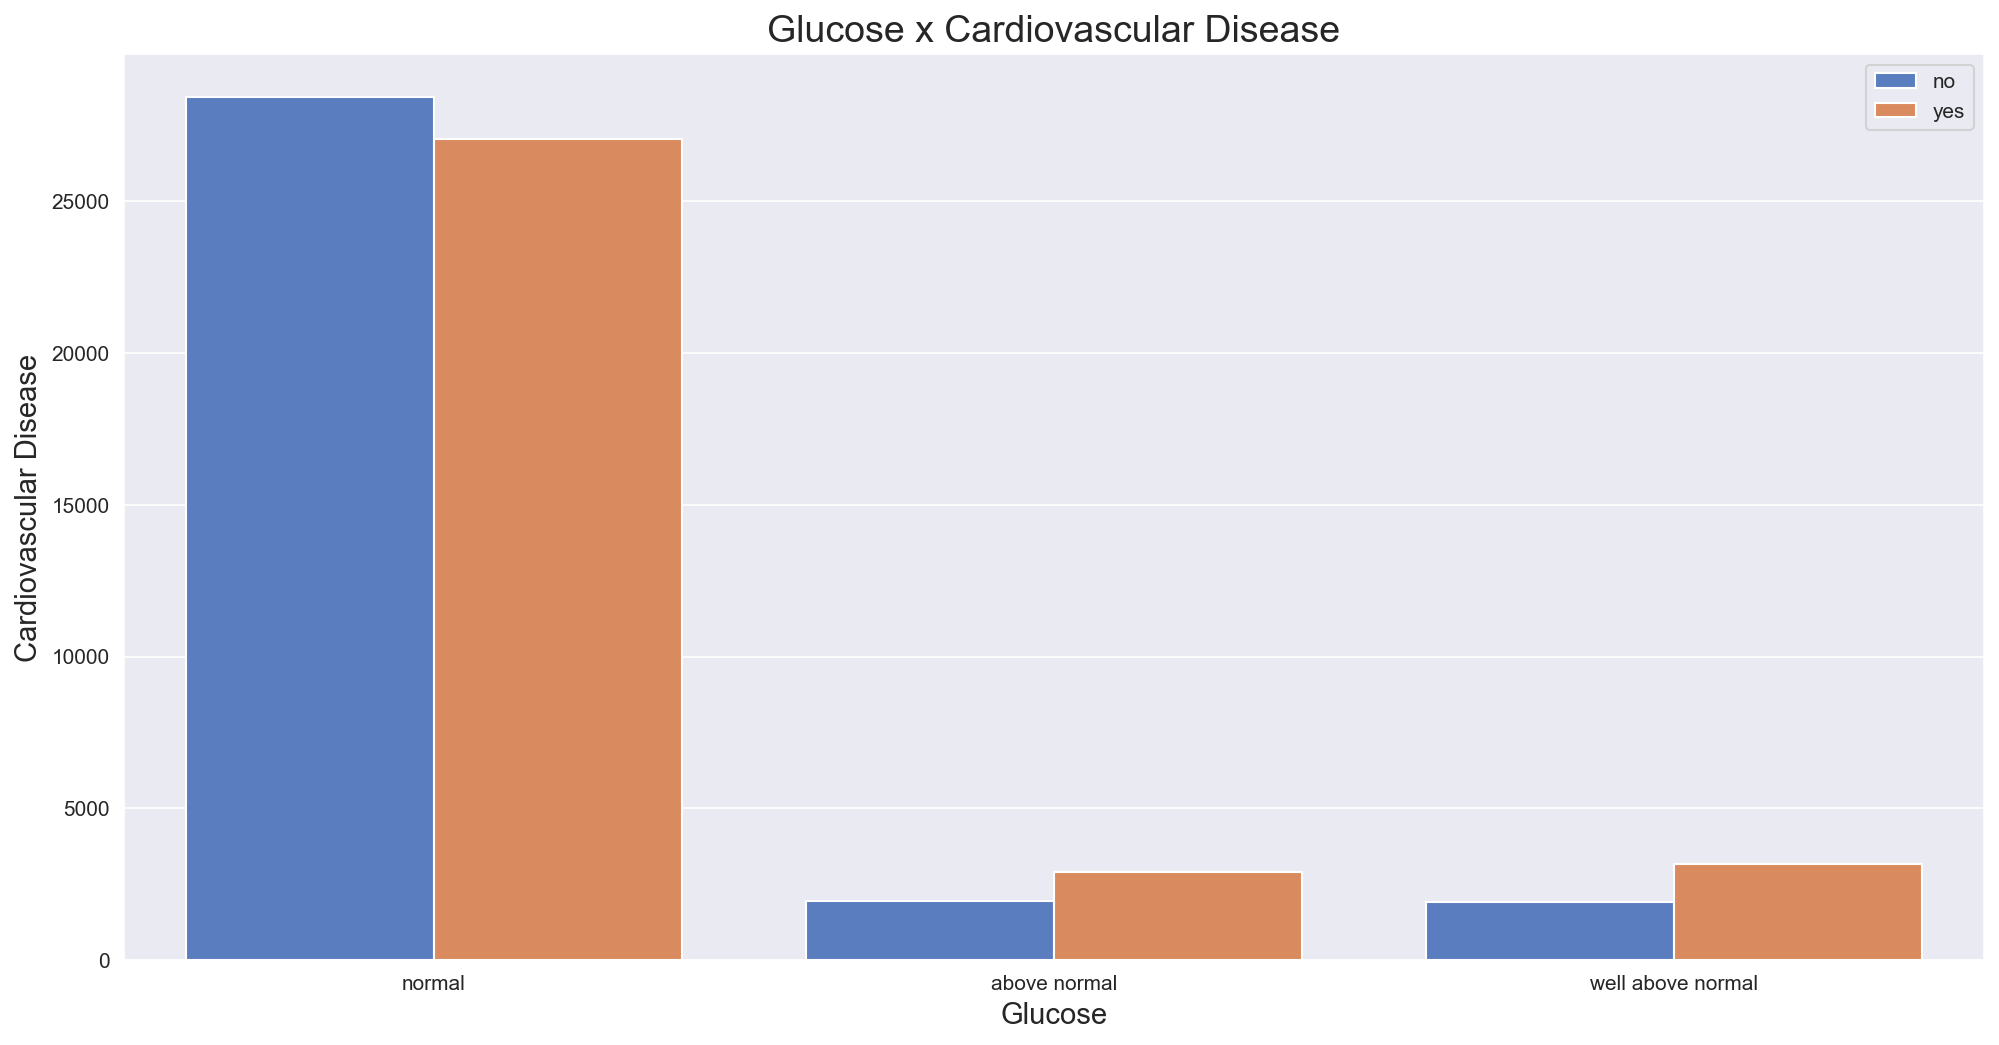 Glucose x Cardiovascular Disease
no
yes
Cardiovascular Disease
25000
20000
15000
10000
5000
0
normal
above normal
well above normal
Glucose